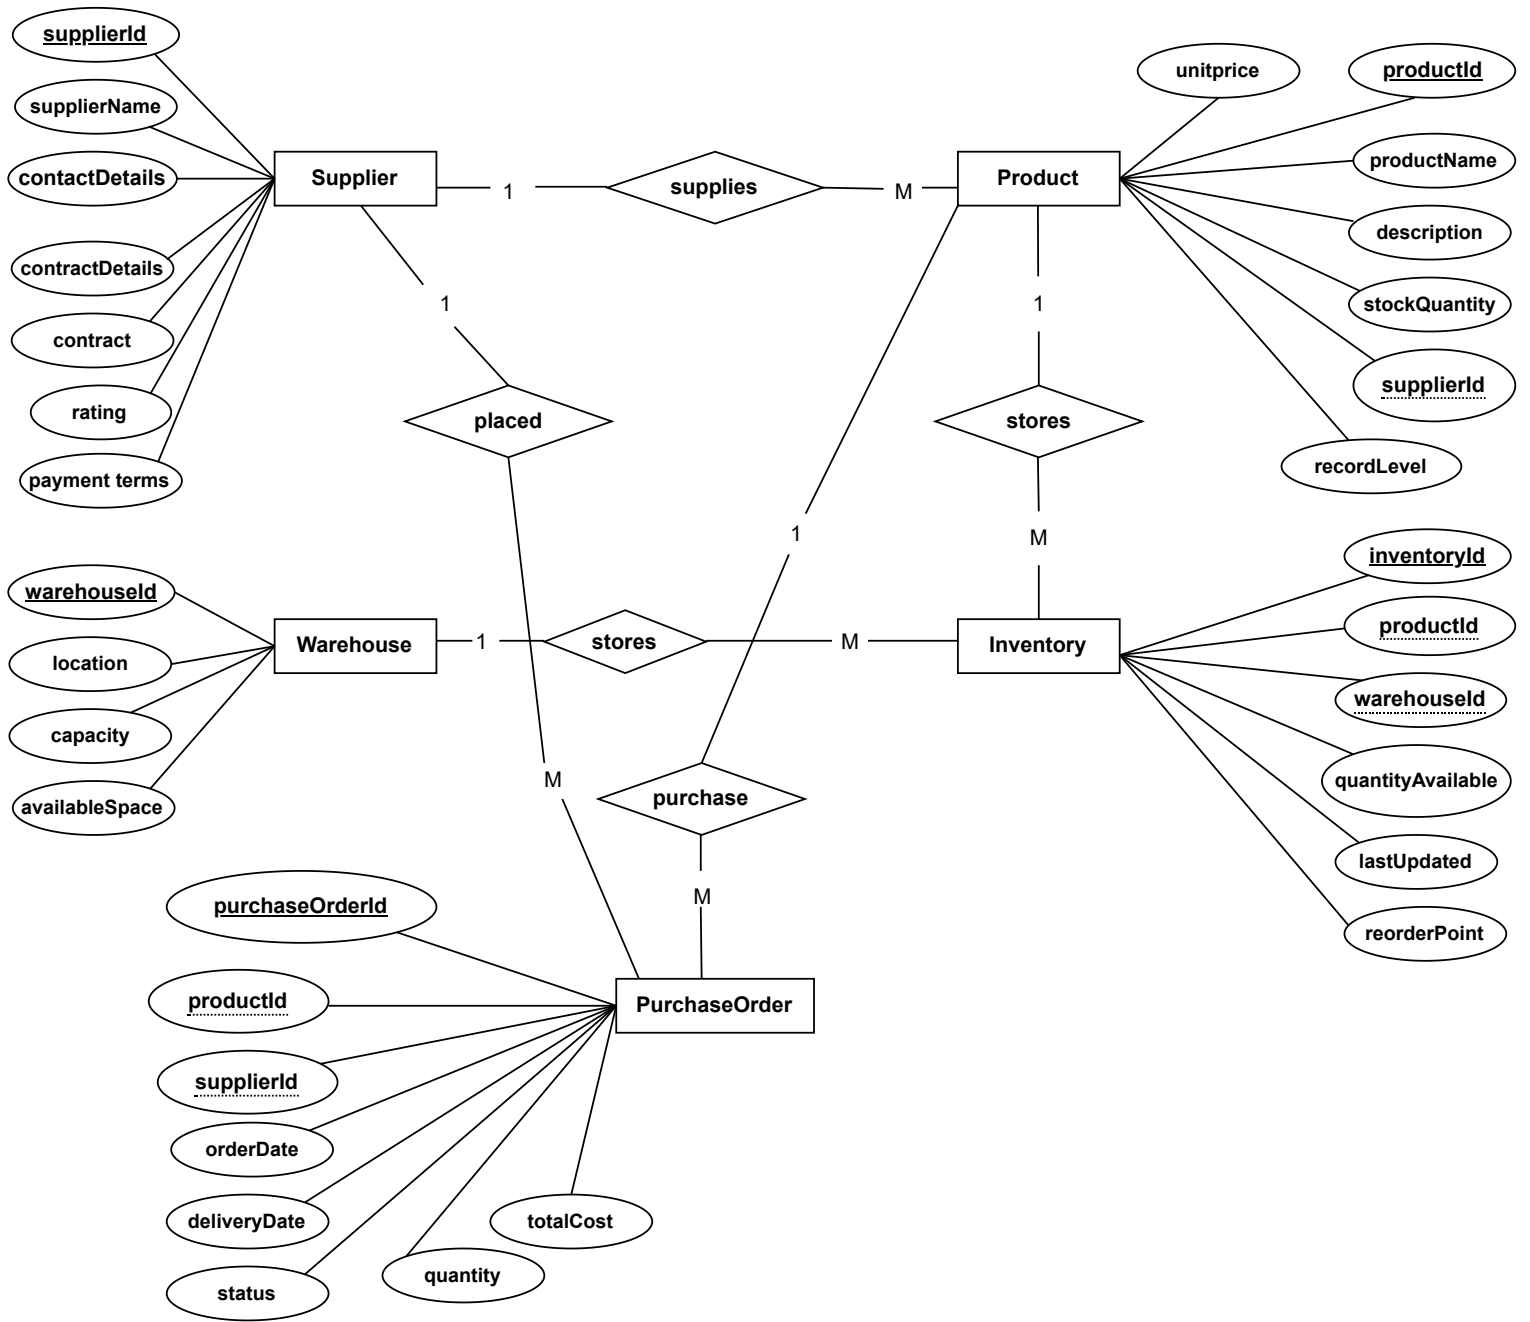 supplierId
supplierName
contactDetails
contractDetails
contract
rating
payment terms
Supplier
1
supplies
M
Product
unitprice
productId
productName
description
stockQuantity
supplierId
recordLevel
1
placed
M
1
stores
M
1
purchase
M
warehouseId
location
capacity
availableSpace
Warehouse
1
stores
M
Inventory
inventoryId
productId
warehouseId
quantityAvailable
lastUpdated
reorderPoint
purchaseOrderId
productId
supplierId
orderDate
deliveryDate
status
quantity
totalCost
PurchaseOrder